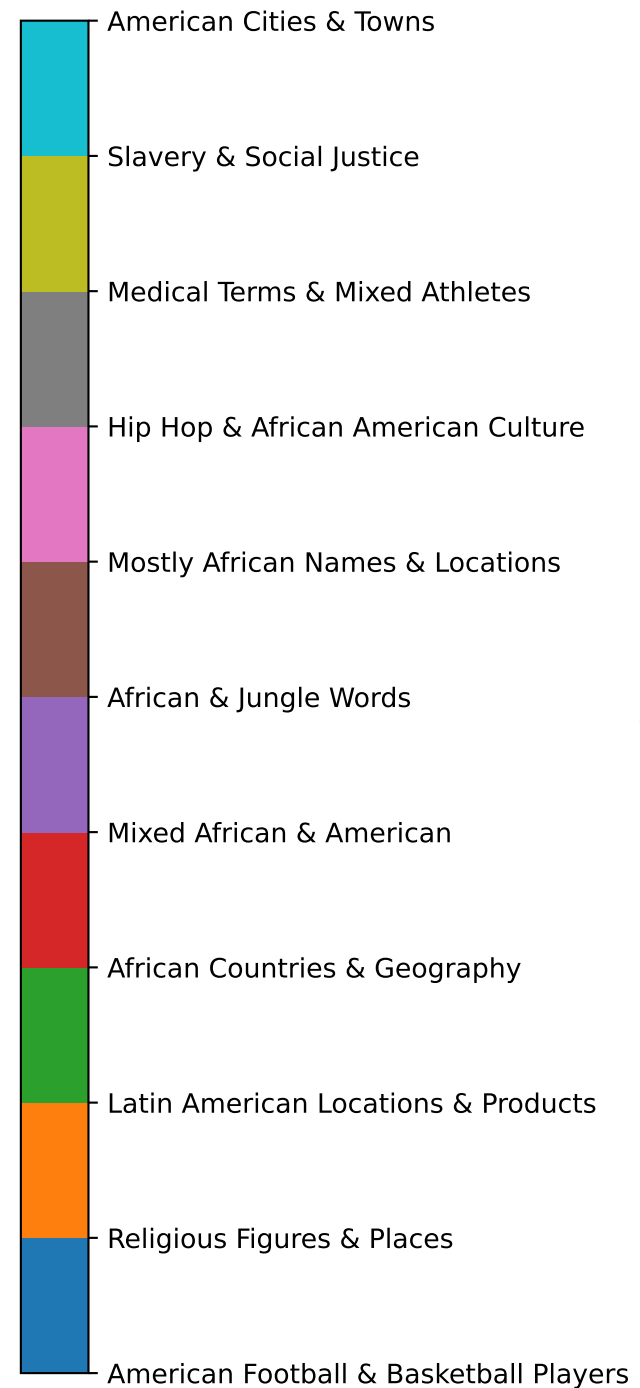 American Cities & Towns
Slavery & Social Justice
Medical Terms & Mixed Athletes
Hip Hop & African American Culture
Mostly African Names & Locations
African & Jungle Words
Mixed African & American
African Countries & Geography
Latin American Locations & Products
Religious Figures & Places
American Football & Basketball Players